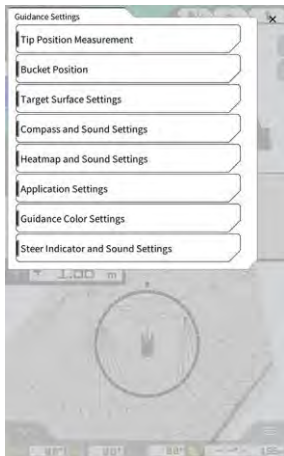 Guidance Settings
×
Tip Position Measurement
Bucket Position
Target Surface Settings
Compass and Sound Settings
Heatmap and Sound Settings
Application Settings
Guidance Color Settings
Steer Indicator and Sound Settings
+ 1.00 m